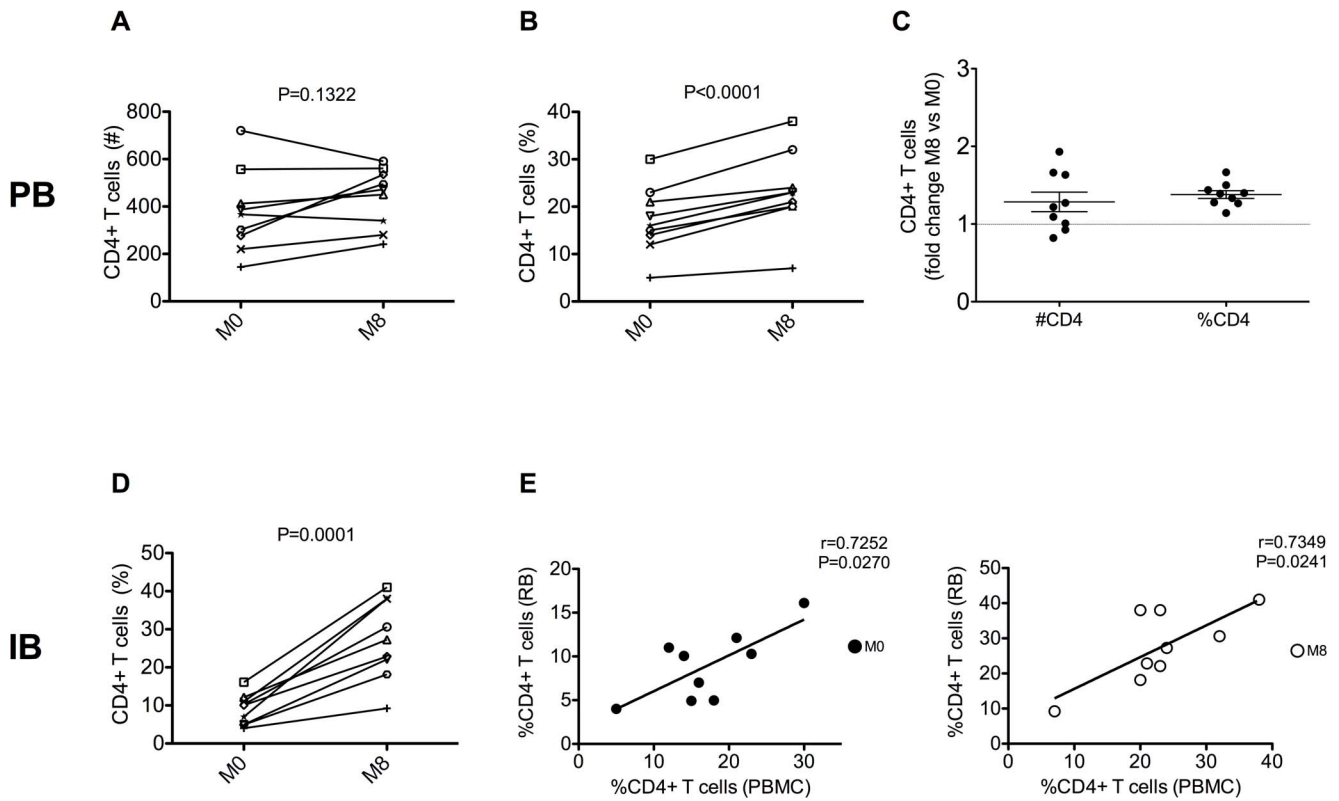 A
B
C
PB
P=0.1322
CD4+ T cells (#)
800
600
400
200
0
M0
M8
P<0.0001
CD4+ T cells (%)
40
30
20
10
0
M0
M8
CD4+ T cells
(fold change M8 vs M0)
3
2
1
0
#CD4
%CD4
D
E
IB
P=0.0001
CD4+ T cells (%)
50
40
30
20
10
0
M0
M8
r=0.7252
P=0.0270
%CD4+ T cells (RB)
20
15
10
5
0
0
10
20
30
%CD4+ T cells (PBMC)
M0
r=0.7349
P=0.0241
%CD4+ T cells (RB)
50
40
30
20
10
0
0
10
20
30
40
%CD4+ T cells (PBMC)
M8